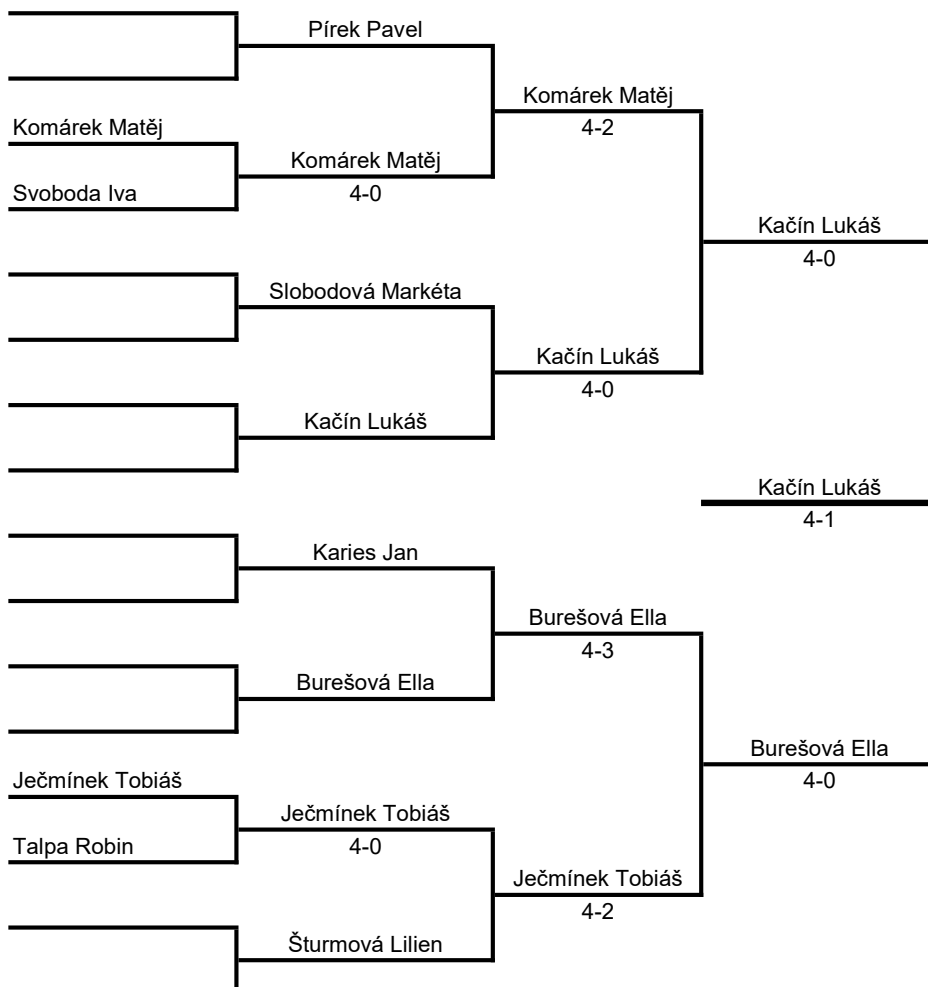 Pírek Pavel
Komárek Matěj
4-2
Komárek Matěj
Komárek Matěj
4-0
Svoboda Iva
Kačín Lukáš
4-0
Slobodová Markéta
Kačín Lukáš
4-0
Kačín Lukáš
Kačín Lukáš
4-1
Karies Jan
Burešová Ella
4-3
Burešová Ella
Burešová Ella
4-0
Ječmínek Tobiáš
Ječmínek Tobiáš
4-0
Talpa Robin
Ječmínek Tobiáš
4-2
Šturmová Lilien